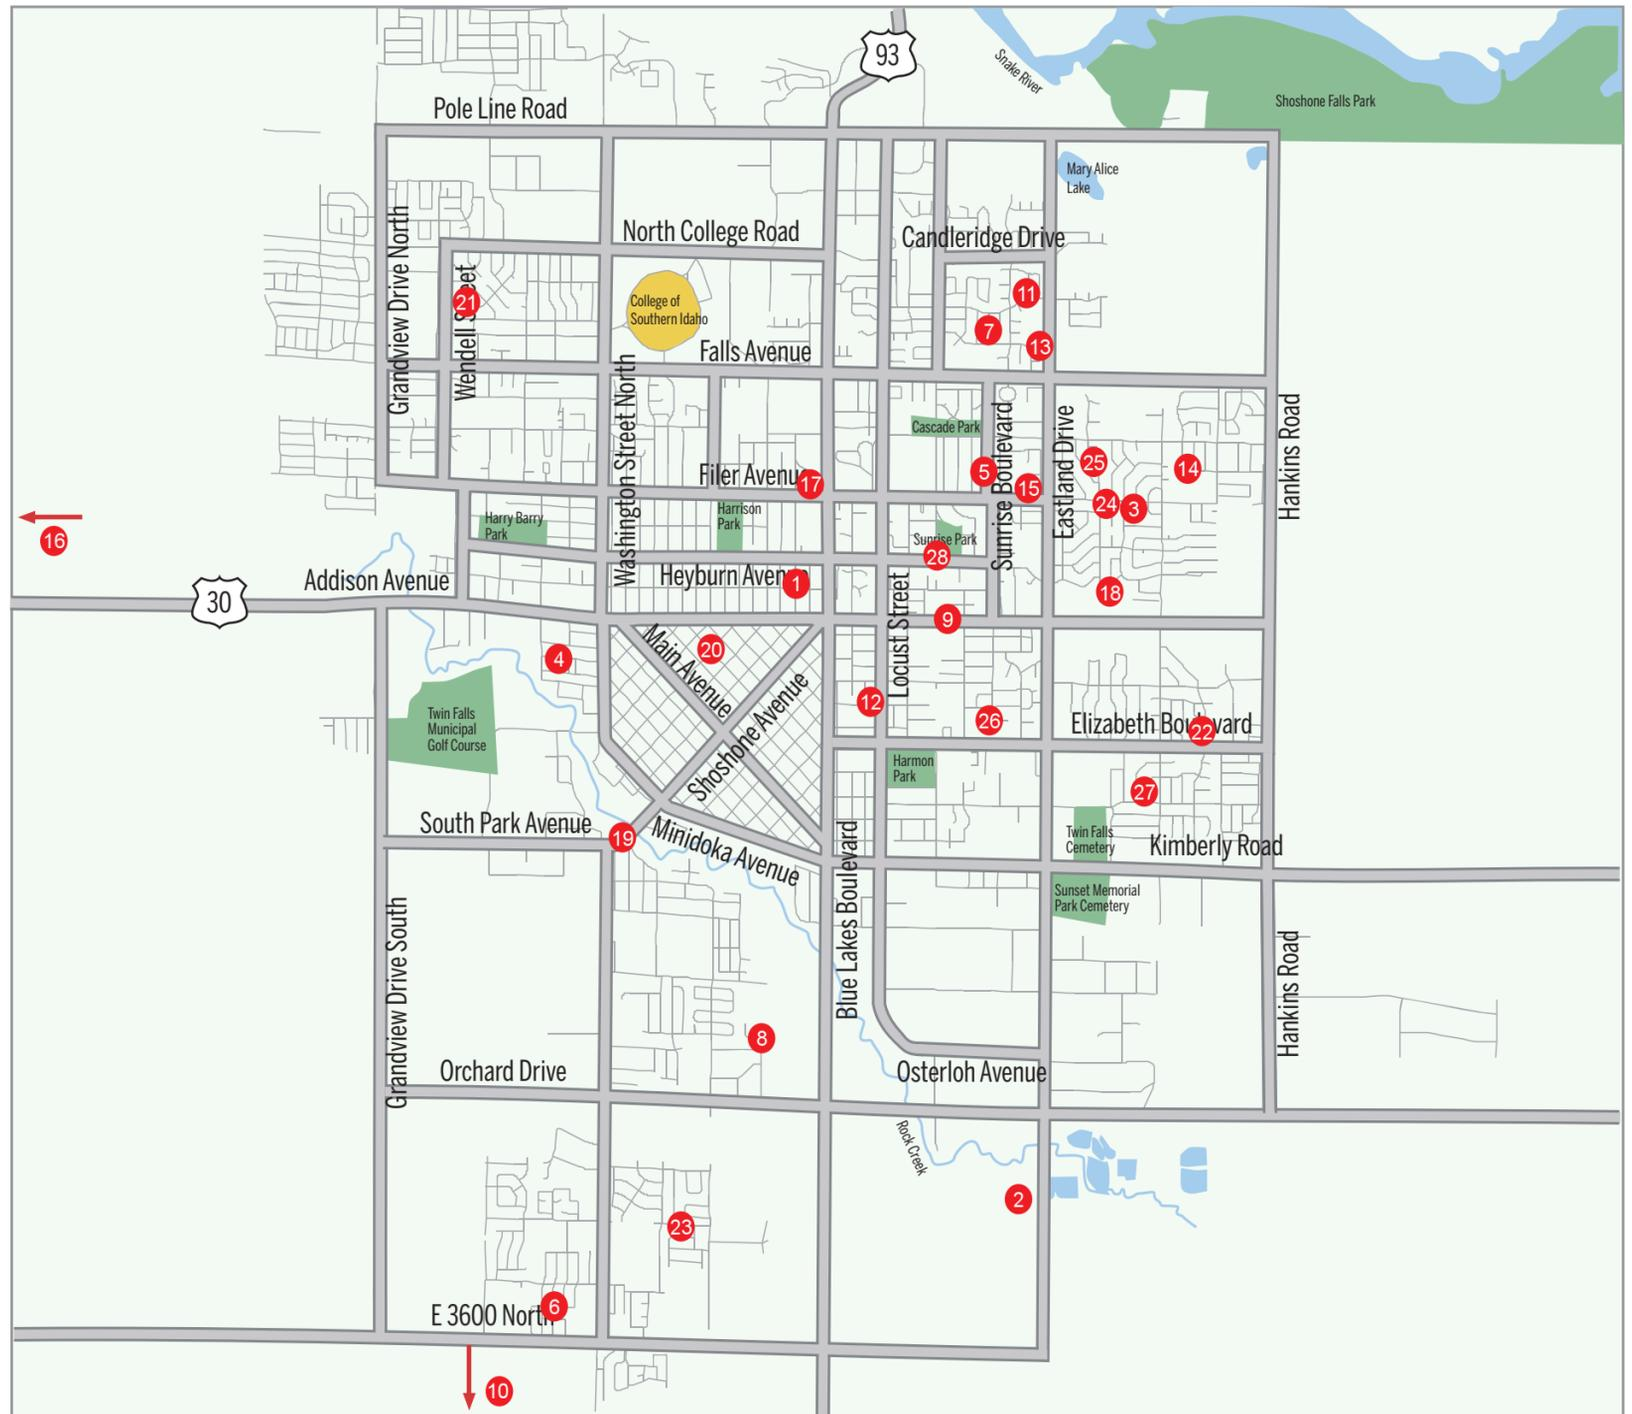 93
Snake River
Shoshone Falls Park
Pole Line Road
Mary Alice
Lake
North College Road
Candleridge Drive
Grandview Drive North
Wendell Street
21
College of
Southern Idaho
11
7
13
Falls Avenue
Washington Street North
Cascade Park
Sunrise Boulevard
Eastland Drive
Hankins Road
Filer Avenue
17
5
15
25
14
24
3
16
Harry Barry
Park
Harrison
Park
Sunrise Park
28
Addison Avenue
30
Heyburn Avenue
1
18
Locust Street
9
4
Main Avenue
20
Shoshone Avenue
12
26
Elizabeth Boulevard
22
Twin Falls
Municipal
Golf Course
Harmon
Park
27
South Park Avenue
19
Minidoka Avenue
Twin Falls
Cemetery
Kimberly Road
Blue Lakes Boulevard
Sunset Memorial
Park Cemetery
Grandview Drive South
Hankins Road
8
Orchard Drive
Osterloh Avenue
Rock Creek
2
23
E 3600 North
6
10